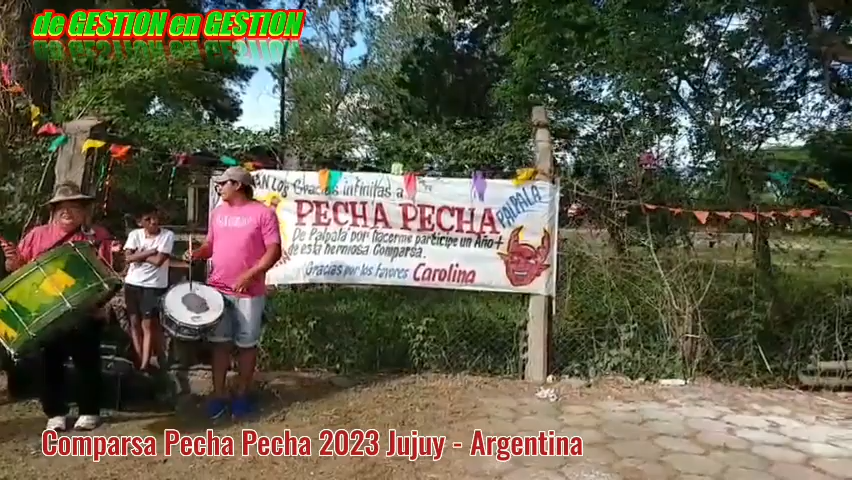 de GESTION en GESTION
Gracias infinitas a
PECHA PECHA
PALPALÁ
De Palpalá por Hacerme participe un Año +
de esta hermosa Comparsa.
Gracias por los favores Carolina
Comparsa Pecha Pecha 2023 Jujuy - Argentina